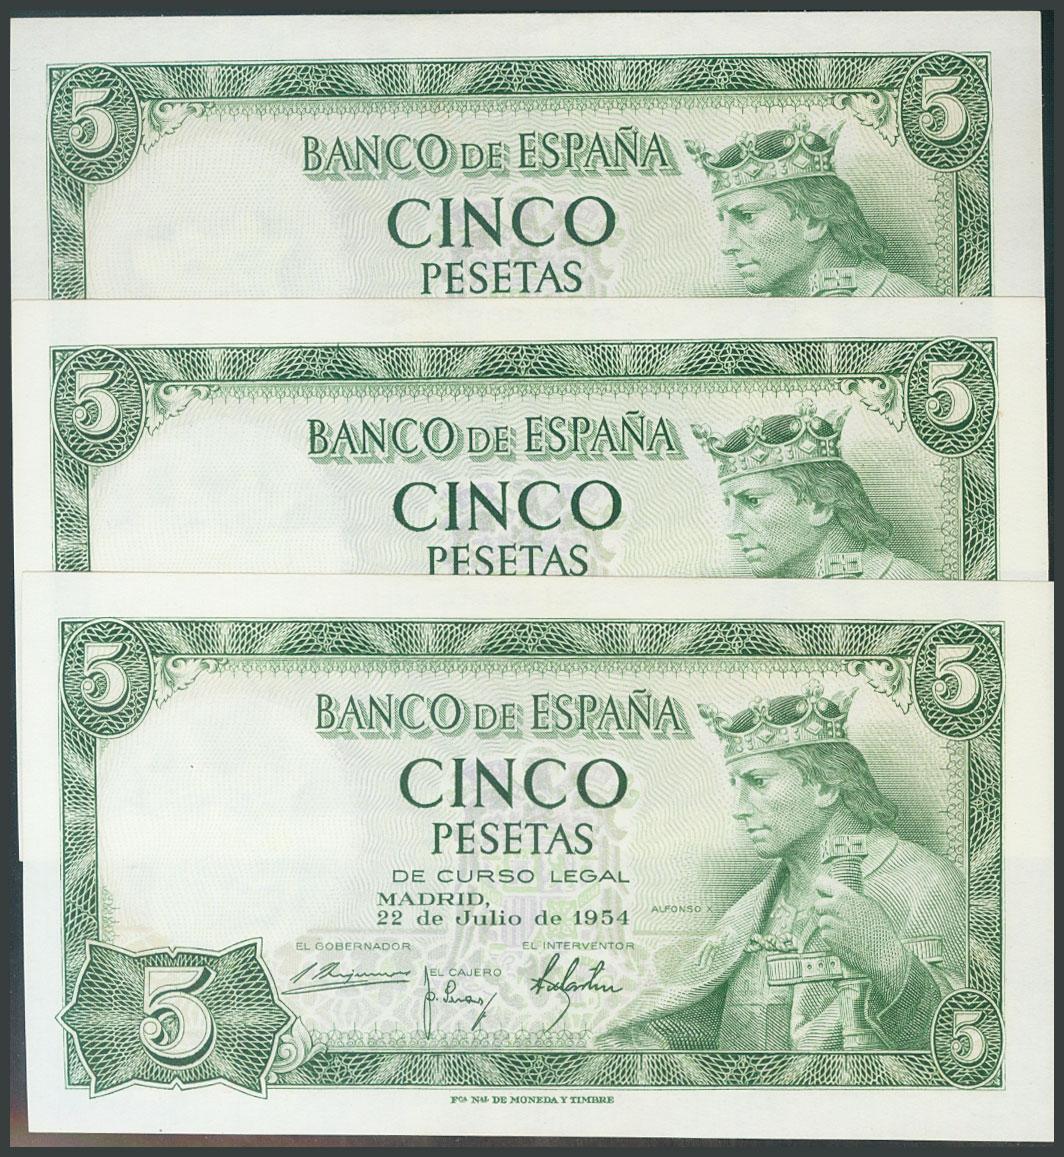 5 5
BANCO DE ESPAÑA
CINCO
PESETAS
5 5
BANCO DE ESPAÑA
CINCO
PESETAS
5 5
BANCO DE ESPAÑA
CINCO
PESETAS
DE CURSO LEGAL
MADRID,
22 de Julio de 1954
ALFONSO X
EL GOBERNADOR EL INTERVENTOR
EL CAJERO
5 5
Fca Nal DE MONEDA Y TIMBRE